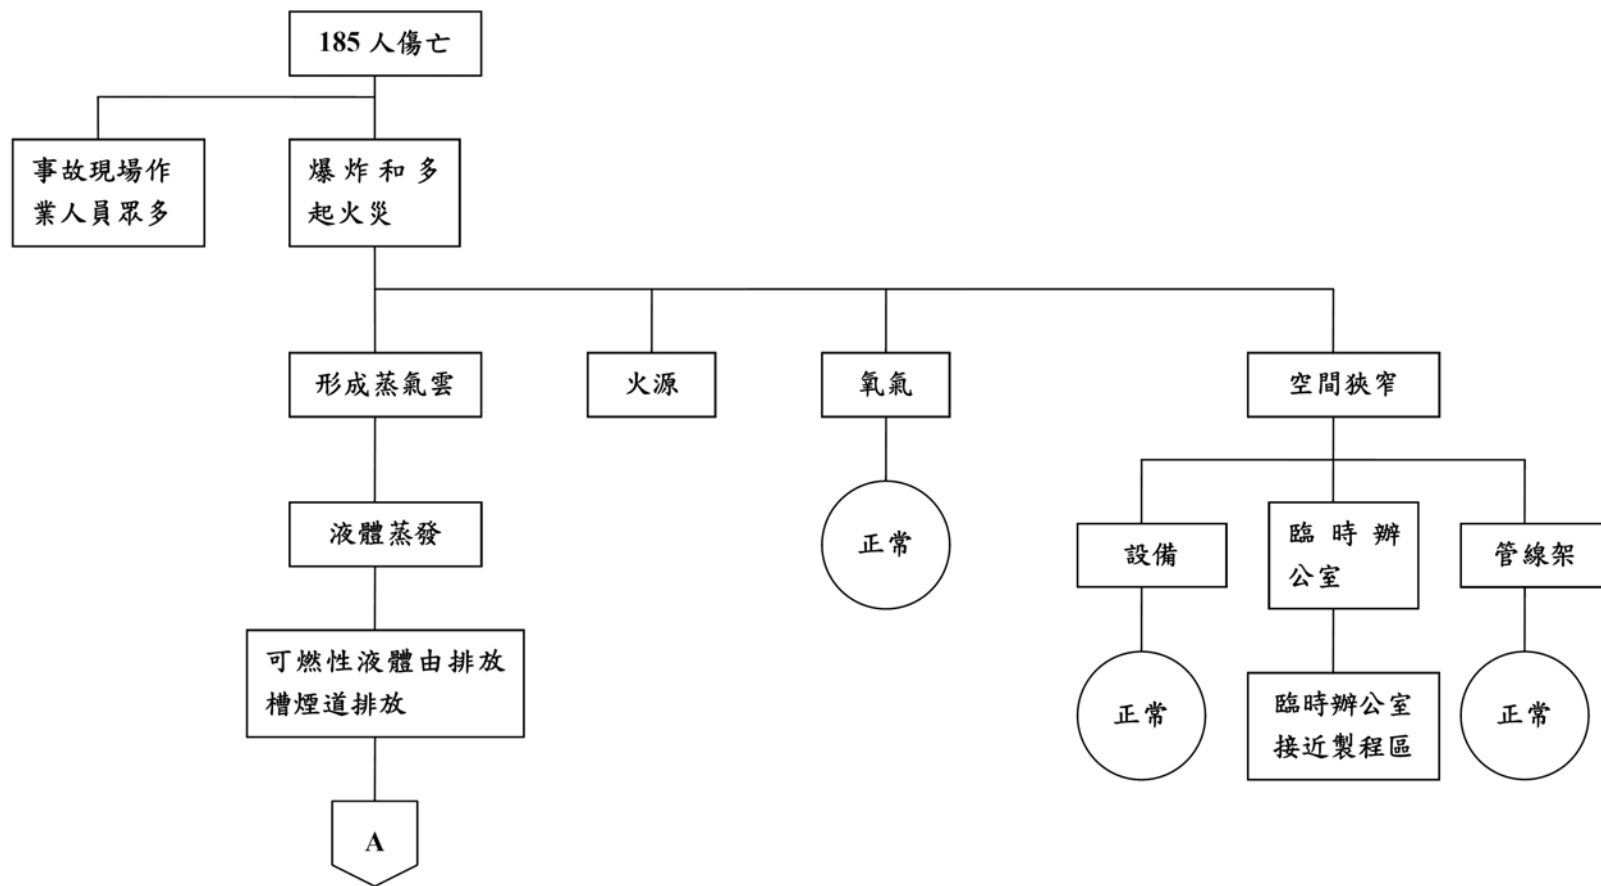 185 人傷亡
事故現場作
業人員眾多
爆炸和多
起火災
形成蒸氣雲
火源
氧氣
空間狹窄
液體蒸發
正常
設備
臨時辦
公室
管線架
可燃性液體由排放
槽煙道排放
正常
臨時辦公室
接近製程區
正常
A